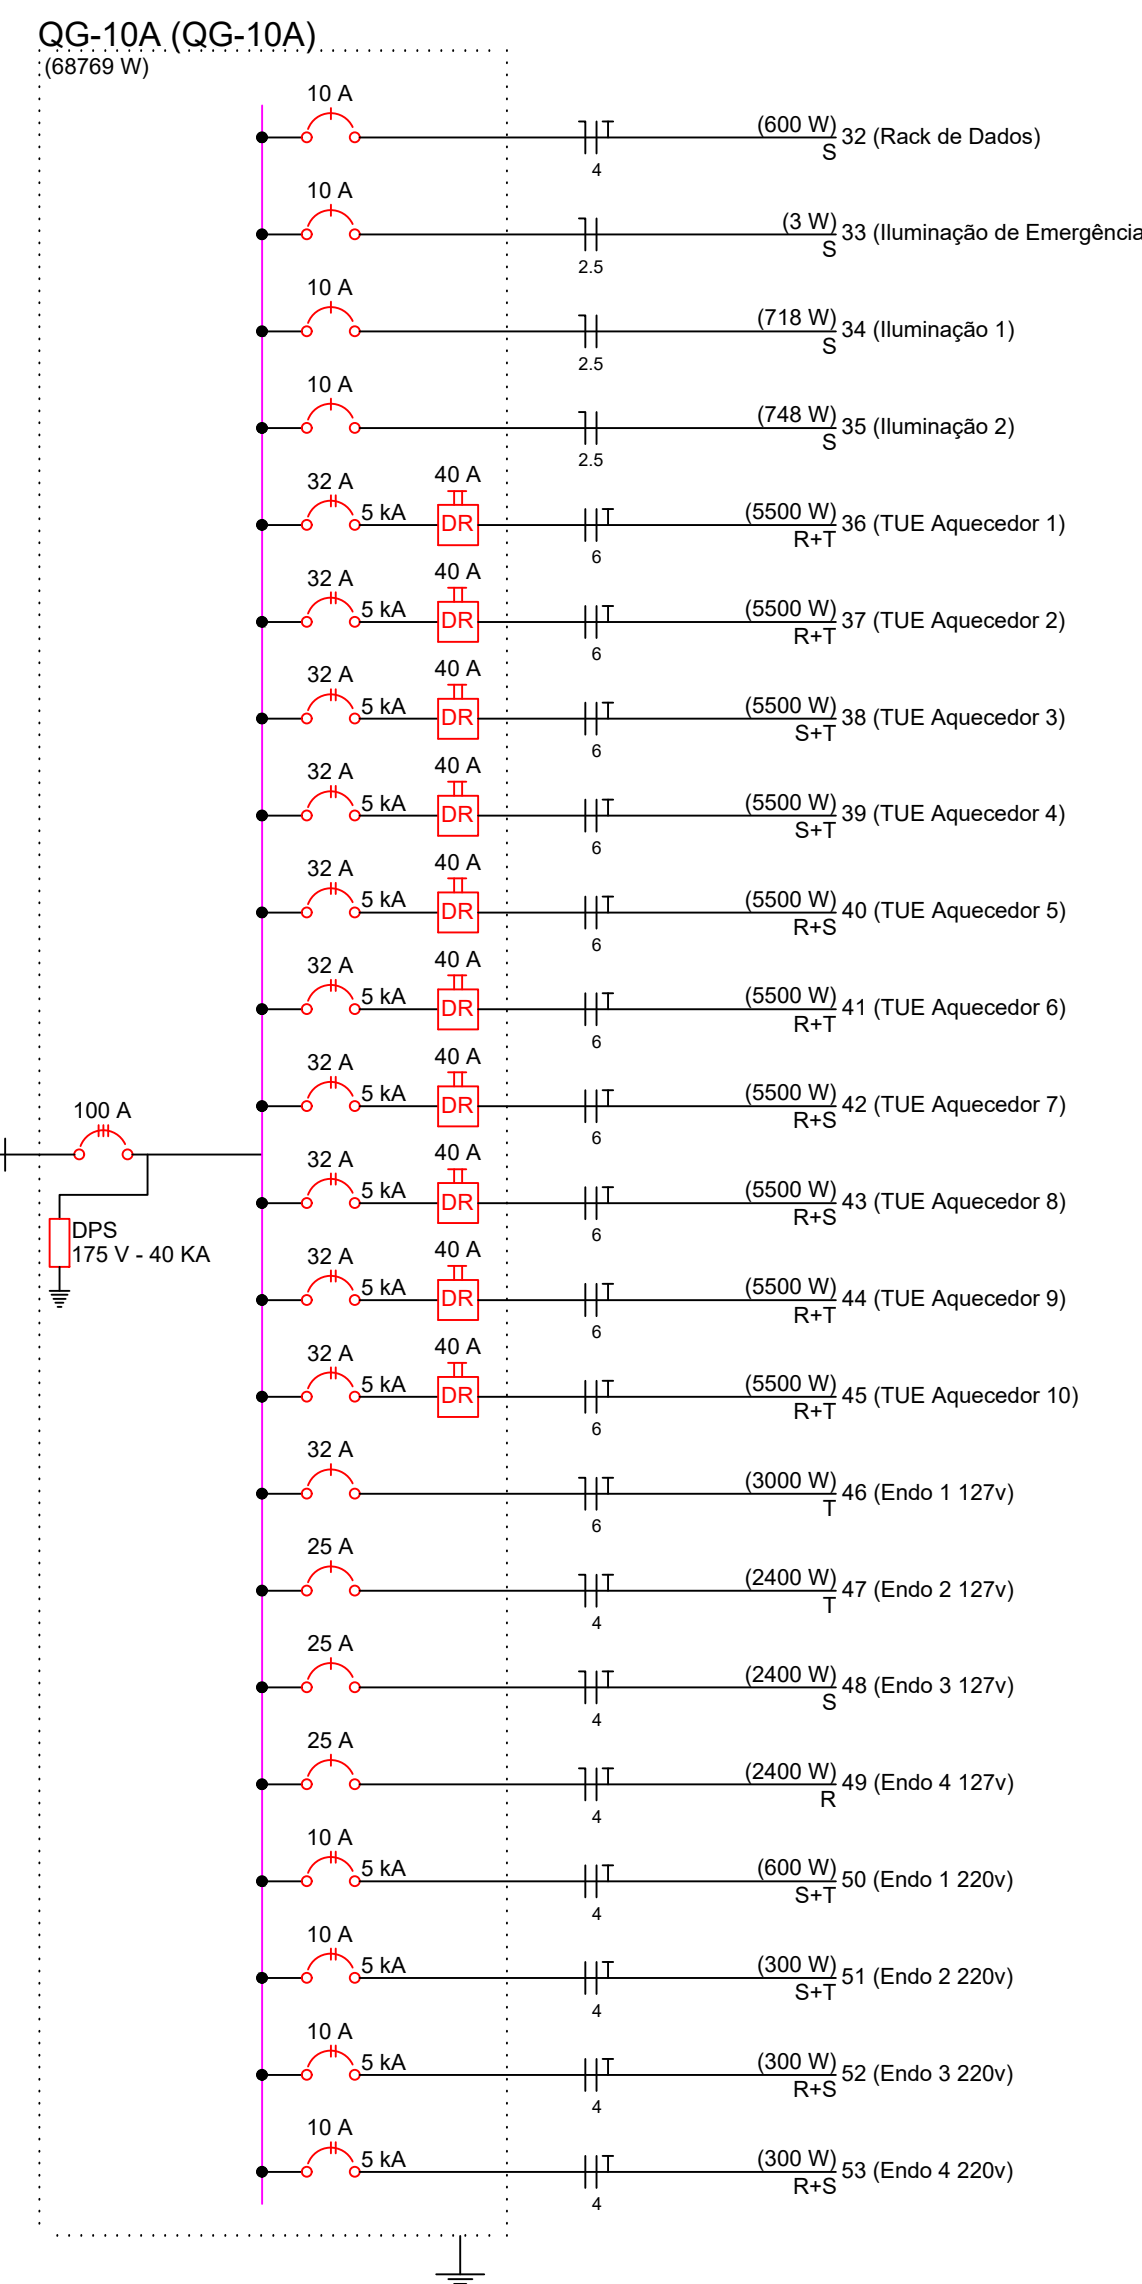 QG-10A (QG-10A)
(68769 W)
10 A
(600 W) 32 (Rack de Dados)
S
4
10 A
(3 W) 33 (Iluminação de Emergência
S
2.5
10 A
(718 W) 34 (Iluminação 1)
S
2.5
10 A
(748 W) 35 (Iluminação 2)
S
2.5
32 A 40 A
5 kA DR (5500 W) 36 (TUE Aquecedor 1)
R+T
6
32 A 40 A
5 kA DR (5500 W) 37 (TUE Aquecedor 2)
R+T
6
32 A 40 A
5 kA DR (5500 W) 38 (TUE Aquecedor 3)
S+T
6
32 A 40 A
5 kA DR (5500 W) 39 (TUE Aquecedor 4)
S+T
6
32 A 40 A
5 kA DR (5500 W) 40 (TUE Aquecedor 5)
R+S
6
32 A 40 A
5 kA DR (5500 W) 41 (TUE Aquecedor 6)
R+T
6
32 A 40 A
5 kA DR (5500 W) 42 (TUE Aquecedor 7)
R+S
6
100 A
32 A 40 A
5 kA DR (5500 W) 43 (TUE Aquecedor 8)
R+S
6
DPS
175 V - 40 KA
32 A 40 A
5 kA DR (5500 W) 44 (TUE Aquecedor 9)
R+T
6
32 A 40 A
5 kA DR (5500 W) 45 (TUE Aquecedor 10)
R+T
6
32 A
T (3000 W) 46 (Endo 1 127v)
T
6
25 A
(2400 W) 47 (Endo 2 127v)
T
4
25 A
(2400 W) 48 (Endo 3 127v)
S
4
25 A
(2400 W) 49 (Endo 4 127v)
R
4
10 A
5 kA (600 W) 50 (Endo 1 220v)
S+T
4
10 A
5 kA (300 W) 51 (Endo 2 220v)
S+T
4
10 A
5 kA (300 W) 52 (Endo 3 220v)
R+S
4
10 A
5 kA (300 W) 53 (Endo 4 220v)
R+S
4